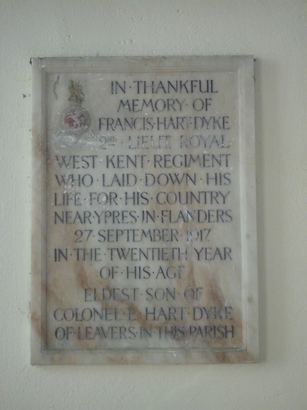 IN·THANKFUL
MEMORY·OF
FRANCIS·HART·DYKE
2ND LIEUT ROYAL
WEST·KENT·REGIMENT
WHO·LAID·DOWN·HIS
LIFE·FOR·HIS·COUNTRY
NEAR·YPRES·IN·FLANDERS
27·SEPTEMBER·1917
IN·THE·TWENTIETH·YEAR
OF·HIS·AGE
ELDEST·SON·OF
COLONEL·E·HART·DYKE
OF·LEAVERS·IN·THIS·PARISH